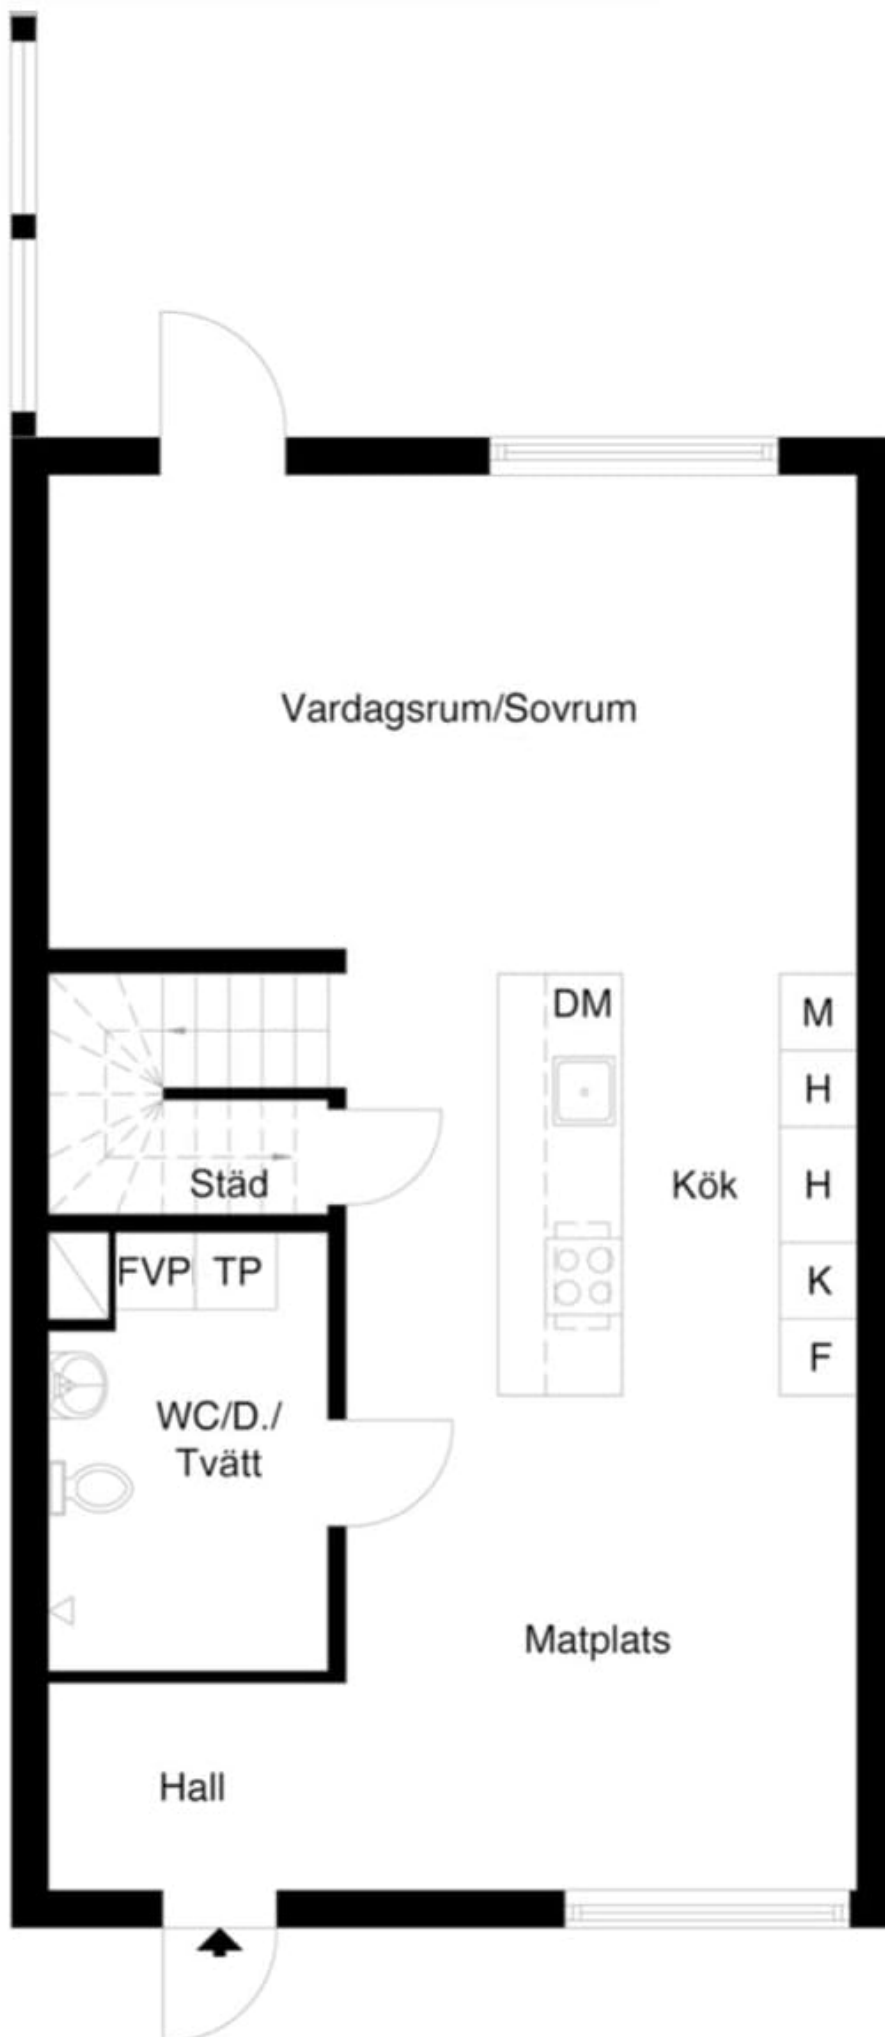 Vardagsrum/Sovrum
DM
M
H
Städ
Kök
H
FVP
TP
K
F
WC/D./
Tvätt
Matplats
Hall